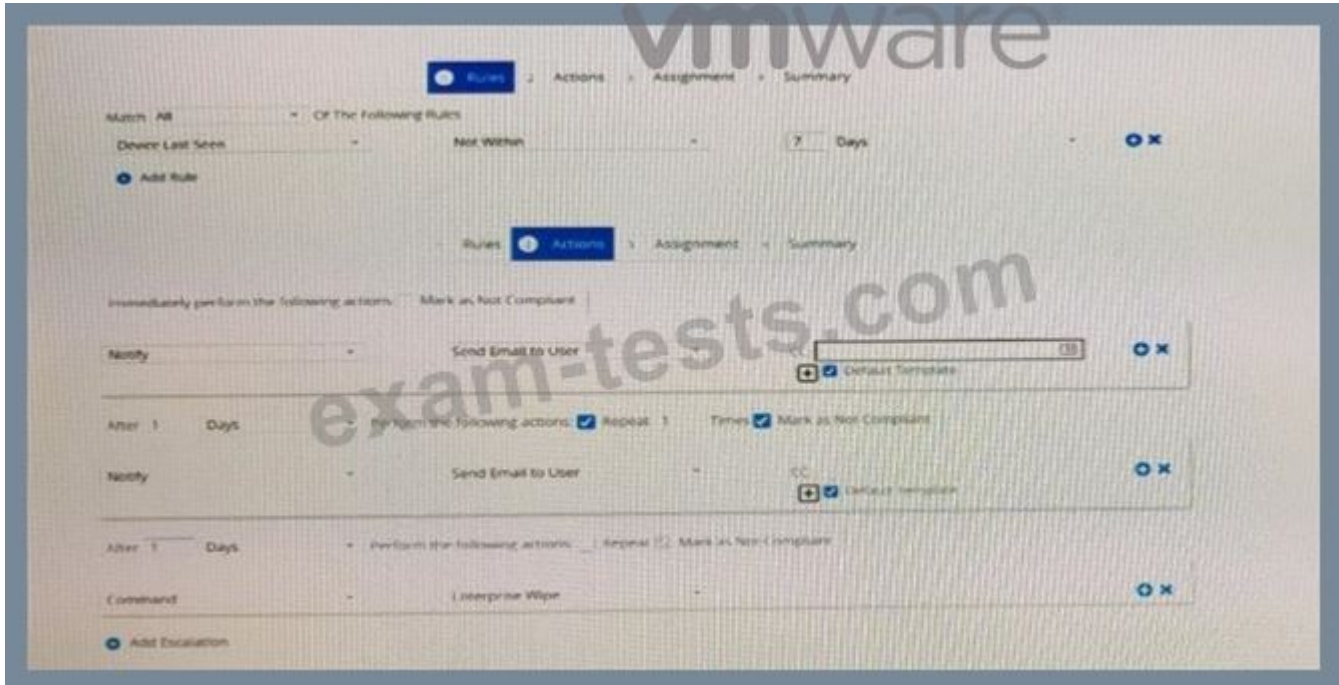 vmware
Rules 2 Actions Assignment Summary
Match All Of The Following Rules
Device Last Seen Not Within 7 Days
Add Rule
Rules Actions 3 Assignment 4 Summary
Immediately perform the following actions Mark as Not Compliant
Notify Send Email to User CC
Default Template
exam-tests.com
After 1 Days Perform the following actions: Repeat 1 Times Mark as Not Compliant
Notify Send Email to User CC
Default Template
After 1 Days Perform the following actions: Repeat Mark as Not Compliant
Command Enterprise Wipe
Add Escalation